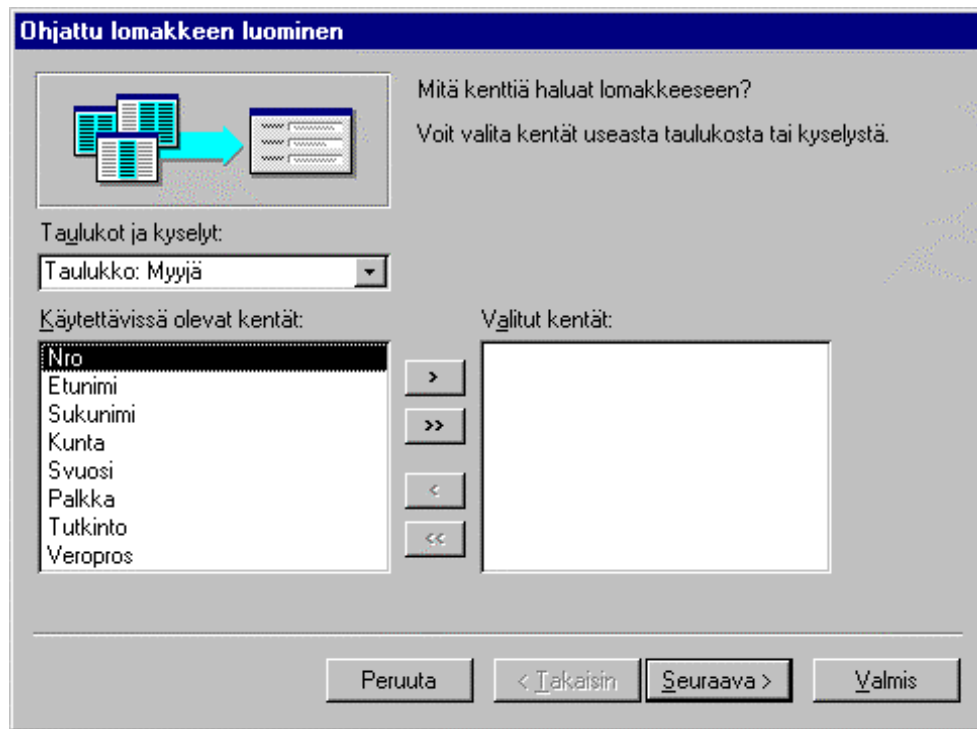 Ohjattu lomakkeen luominen
Mitä kenttiä haluat lomakkeeseen?
Voit valita kentät useasta taulukosta tai kyselystä.
Taulukot ja kyselyt:
Taulukko: Myyjä
Käytettävissä olevat kentät:
Valitut kentät:
Nro
Etunimi
Sukunimi
Kunta
Svuosi
Palkka
Tutkinto
Veropros
>
>>
<
<<
Peruuta
< Takaisin
Seuraava >
Valmis